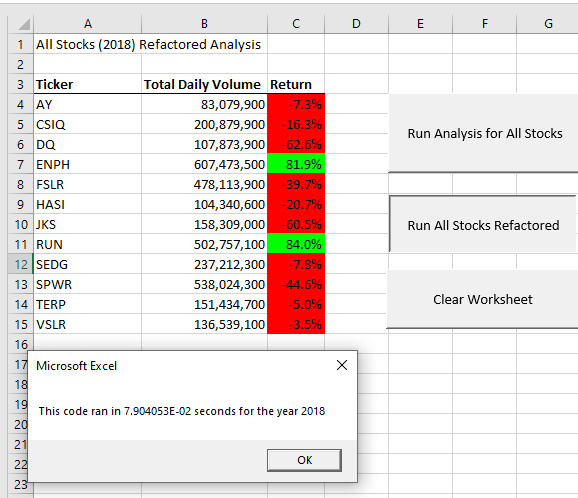 A B C D E F G
1 All Stocks (2018) Refactored Analysis
2
3 Ticker Total Daily Volume Return
4 AY 83,079,900 -7.3%
5 CSIQ 200,879,900 -16.3%
6 DQ 107,873,900 -62.6%
Run Analysis for All Stocks
7 ENPH 607,473,500 81.9%
8 FSLR 478,113,900 -39.7%
9 HASI 104,340,600 -20.7%
10 JKS 158,309,000 -60.5%
Run All Stocks Refactored
11 RUN 502,757,100 84.0%
12 SEDG 237,212,300 -7.8%
13 SPWR 538,024,300 -44.6%
Clear Worksheet
14 TERP 151,434,700 -5.0%
15 VSLR 136,539,100 -3.5%
16
17
Microsoft Excel
18
19
This code ran in 7.904053E-02 seconds for the year 2018
20
21
22
OK
23